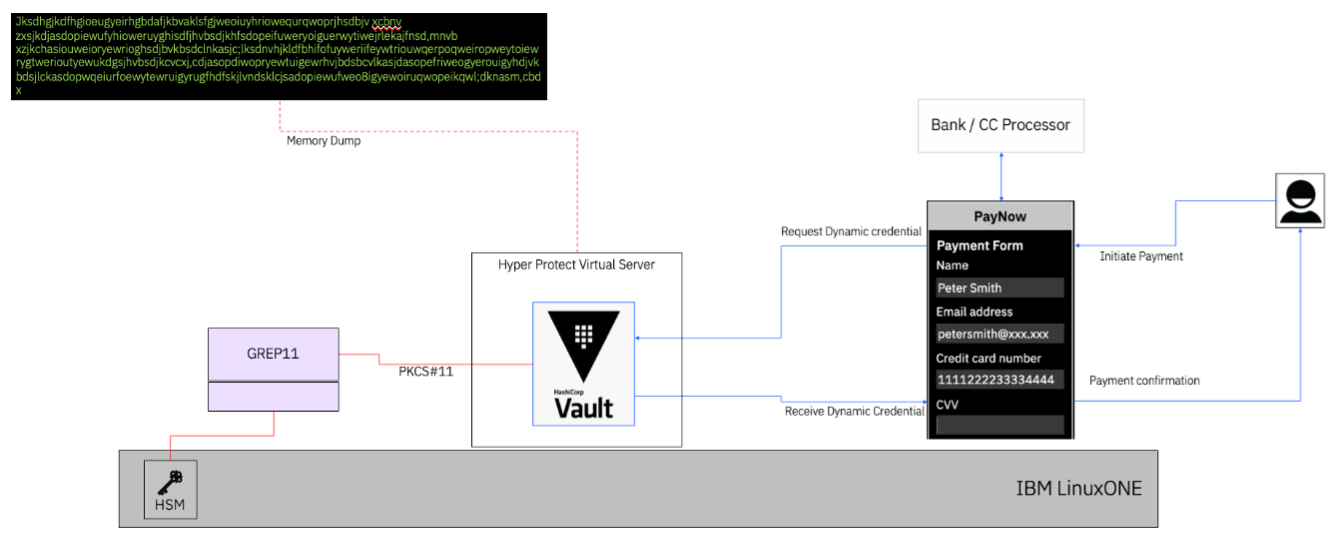 Jksdhgjkdfhgioeugyeirhgbdafjkbvaklsfgjweoiuyhriowequrqwoprjhsdbjv xcbnv
zxsjkdjasdopiewufyhioweruyghisdfjhvbsdjkhfsdopeifuweryoiguerwytiwejrlekajfnsd,mnvb
xzjkchasiouweioryewrioghsdjbvkbsdclnkasjc;lksdnvhjkldfbhifofuyweriifeywtriouwqerpoqweiropweytoiew
rygtwerioutyewukdgsjhvbsdjkcvcxj,cdjasopdiwopryewtuigewrhvjbdsbcvlkasjdasopefriweogyerouigyhdjvk
bdsjlckasdopwqeiurfoewytewruigyrugfhdfskjlvndsklcjsadopiewufweo8igyewoiruqwopeikqwl;dknasm,cbd
x
Memory Dump
Bank / CC Processor
PayNow
Request Dynamic credential
Payment Form
Initiate Payment
Name
Peter Smith
Email address
petersmith@xxx.xxx
Credit card number
1111222233334444
CVV
Payment confirmation
Hyper Protect Virtual Server
HashiCorp
Vault
Receive Dynamic Credential
GREP11
PKCS#11
HSM
IBM LinuxONE